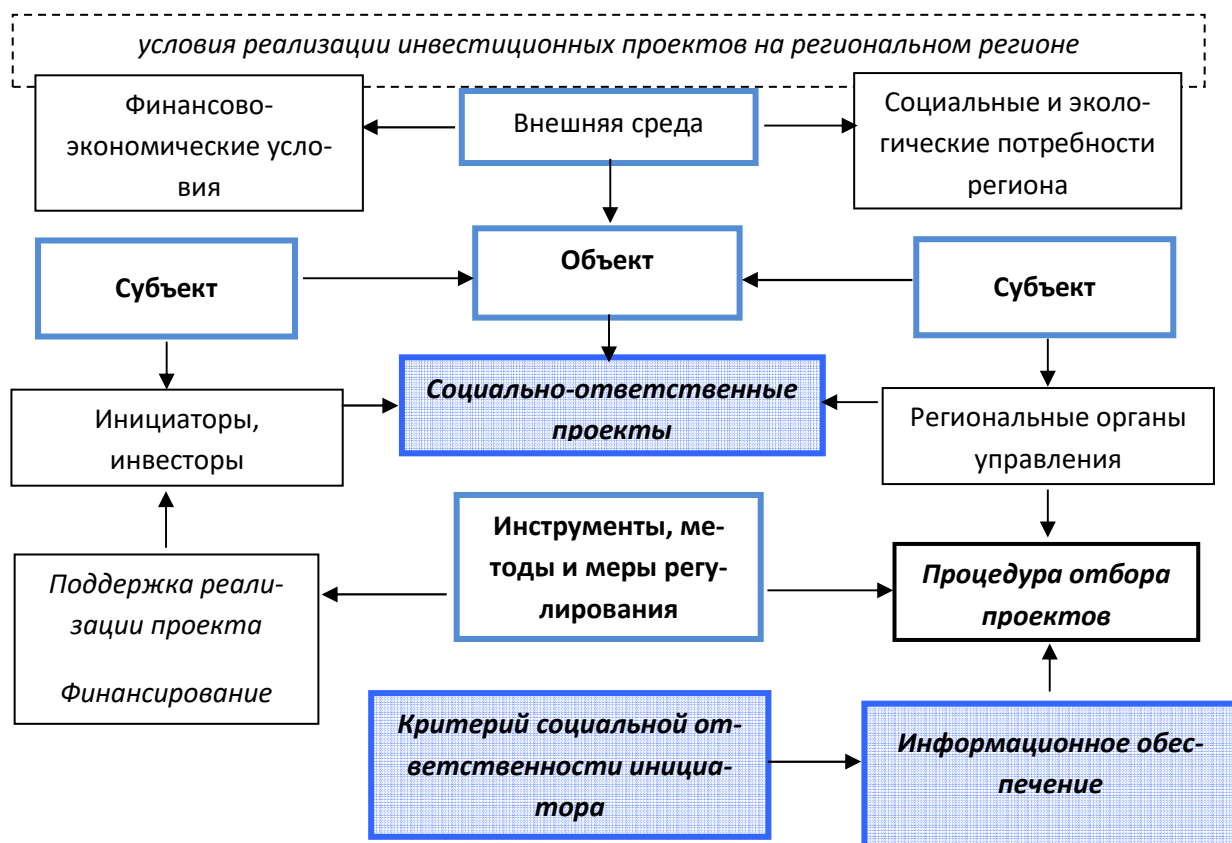 условия реализации инвестиционных проектов на региональном регионе
Финансово-
экономические усло-
вия
Внешняя среда
Социальные и эколо-
гические потребности
региона
Субъект
Объект
Субъект
Социально-ответственные
проекты
Инициаторы,
инвесторы
Региональные органы
управления
Инструменты, ме-
тоды и меры регу-
лирования
Поддержка реали-
зации проекта
Финансирование
Процедура отбора
проектов
Критерий социальной от-
ветственности инициа-
тора
Информационное обес-
печение